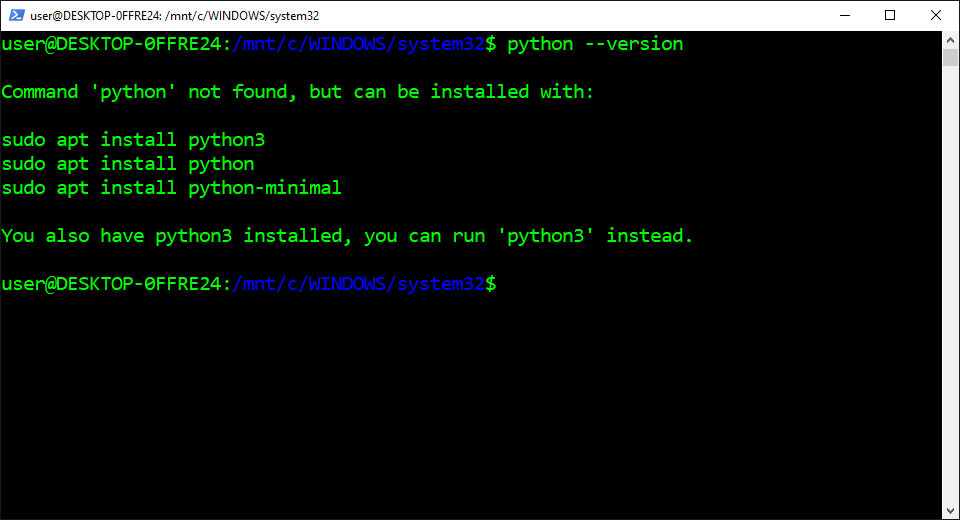 user@DESKTOP-0FFRE24: /mnt/c/WINDOWS/system32
user@DESKTOP-0FFRE24:/mnt/c/WINDOWS/system32$ python --version
Command 'python' not found, but can be installed with:
sudo apt install python3
sudo apt install python
sudo apt install python-minimal
You also have python3 installed, you can run 'python3' instead.
user@DESKTOP-0FFRE24:/mnt/c/WINDOWS/system32$